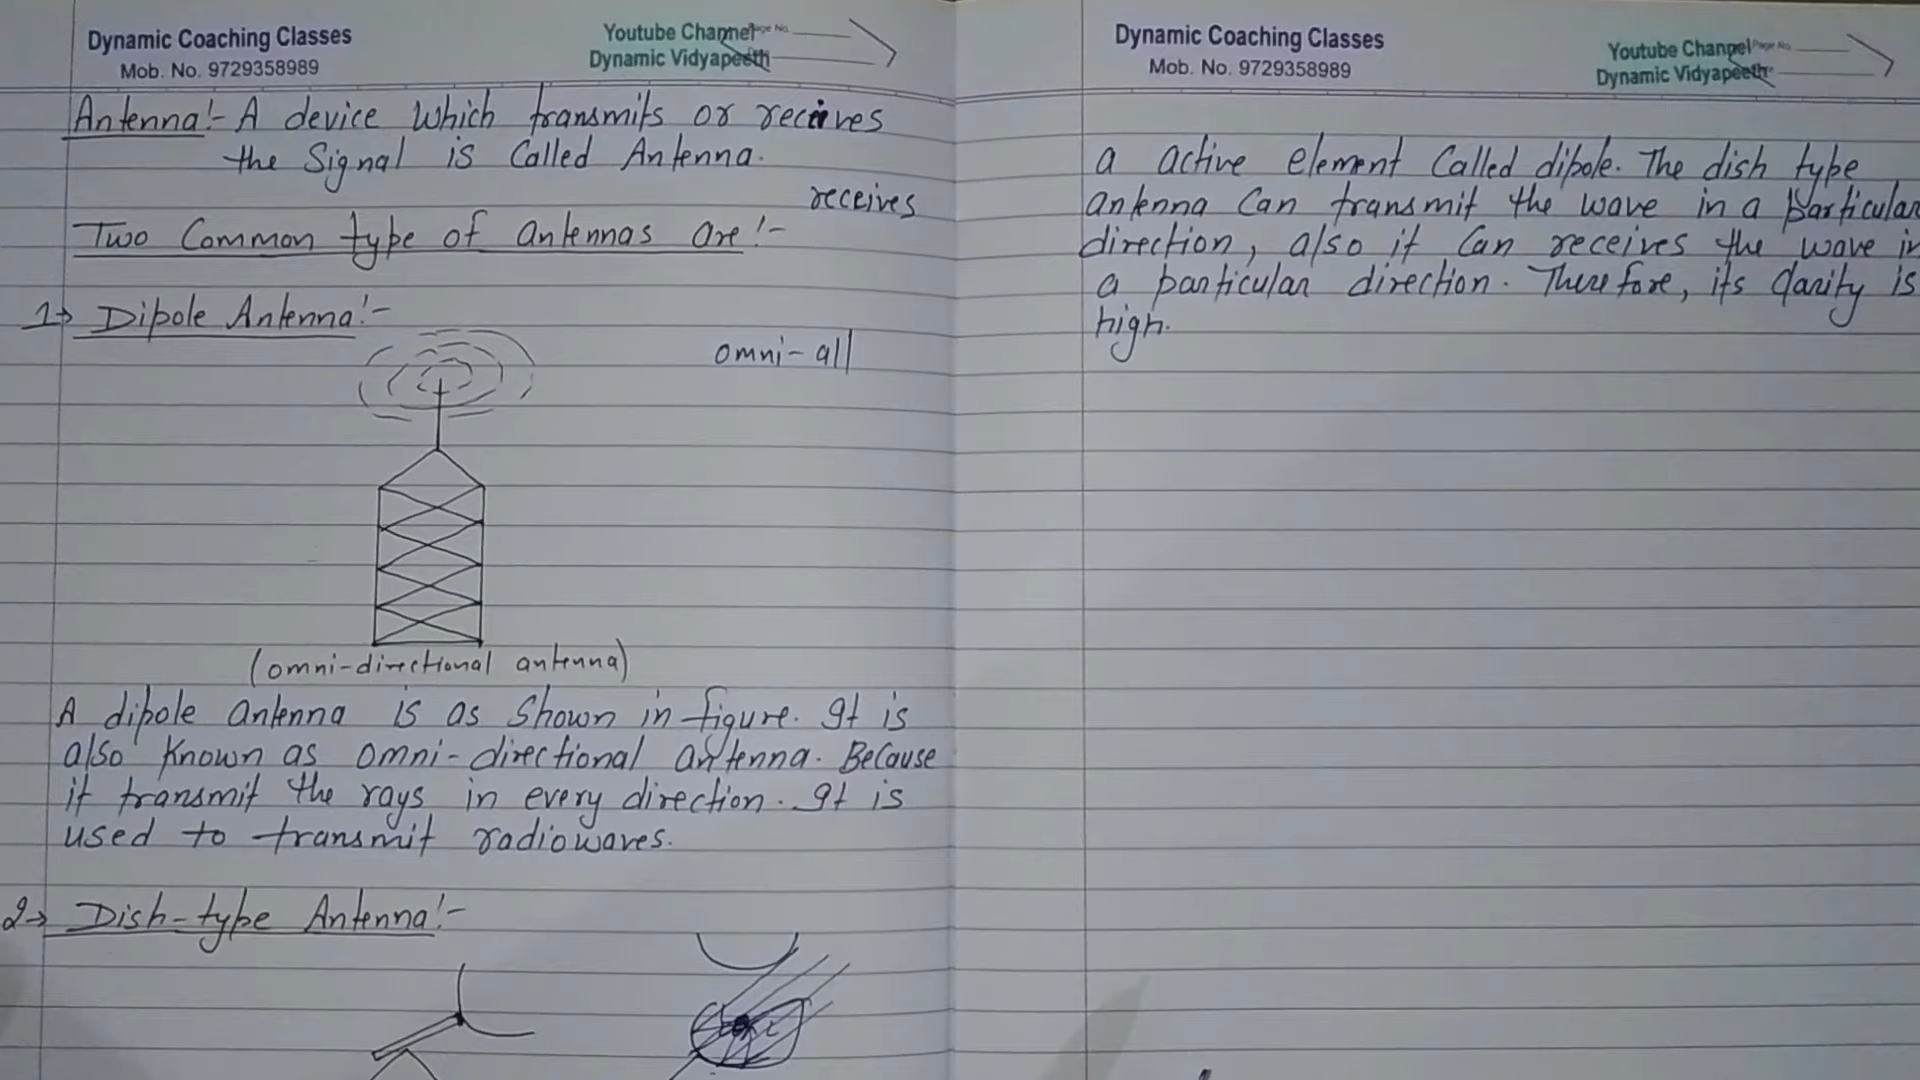 Dynamic Coaching Classes
Mob. No. 9729358989
Youtube Channel
Dynamic Vidyapeeth
Page No.
Antenna:- A device which transmits or receives
the Signal is Called Antenna.
receives
Two Common type of antennas are:-
1→ Dipole Antenna:-
omni-all
(omni-directional antenna)
A dipole antenna is as shown in figure. It is
also known as omni-directional antenna. Because
it transmit the rays in every direction. It is
used to transmit radiowaves.
2→ Dish-type Antenna:-
Dynamic Coaching Classes
Mob. No. 9729358989
Youtube Channel
Dynamic Vidyapeeth
Page No.
a active element Called dipole. The dish type
antenna Can transmit the wave in a particular
direction, also it Can receives the wave in
a particular direction. Therefore, its clarity is
high.